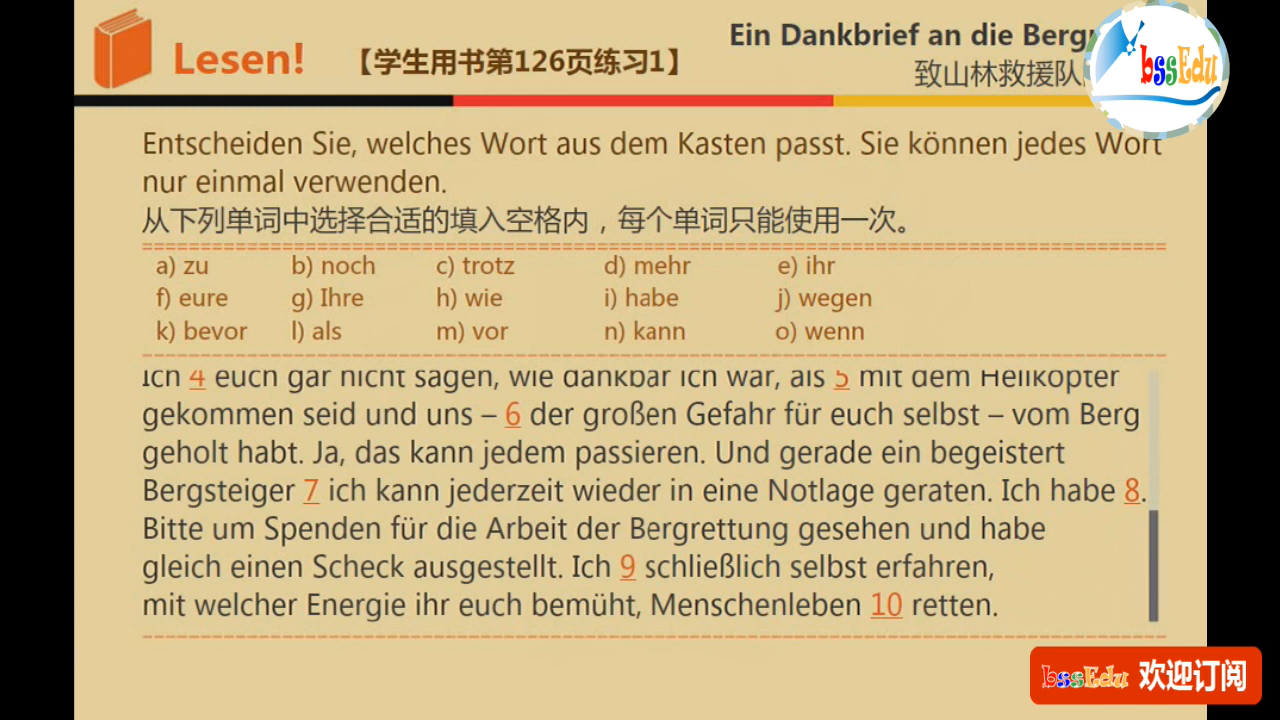 Lesen!
【学生用书第126页练习1】
Ein Dankbrief an die
致山林救援队
bssEdu
Entscheiden Sie, welches Wort aus dem Kasten passt. Sie können jedes Wort
nur einmal verwenden.
从下列单词中选择合适的填入空格内，每个单词只能使用一次。
a) zu b) noch c) trotz d) mehr e) ihr
f) eure g) Ihre h) wie i) habe j) wegen
k) bevor l) als m) vor n) kann o) wenn
Ich 4 euch gar nicht sagen, wie dankbar ich war, als 5 mit dem Helikopter
gekommen seid und uns – 6 der großen Gefahr für euch selbst – vom Berg
geholt habt. Ja, das kann jedem passieren. Und gerade ein begeistert
Bergsteiger 7 ich kann jederzeit wieder in eine Notlage geraten. Ich habe 8.
Bitte um Spenden für die Arbeit der Bergrettung gesehen und habe
gleich einen Scheck ausgestellt. Ich 9 schließlich selbst erfahren,
mit welcher Energie ihr euch bemüht, Menschenleben 10 retten.
bssEdu 欢迎订阅